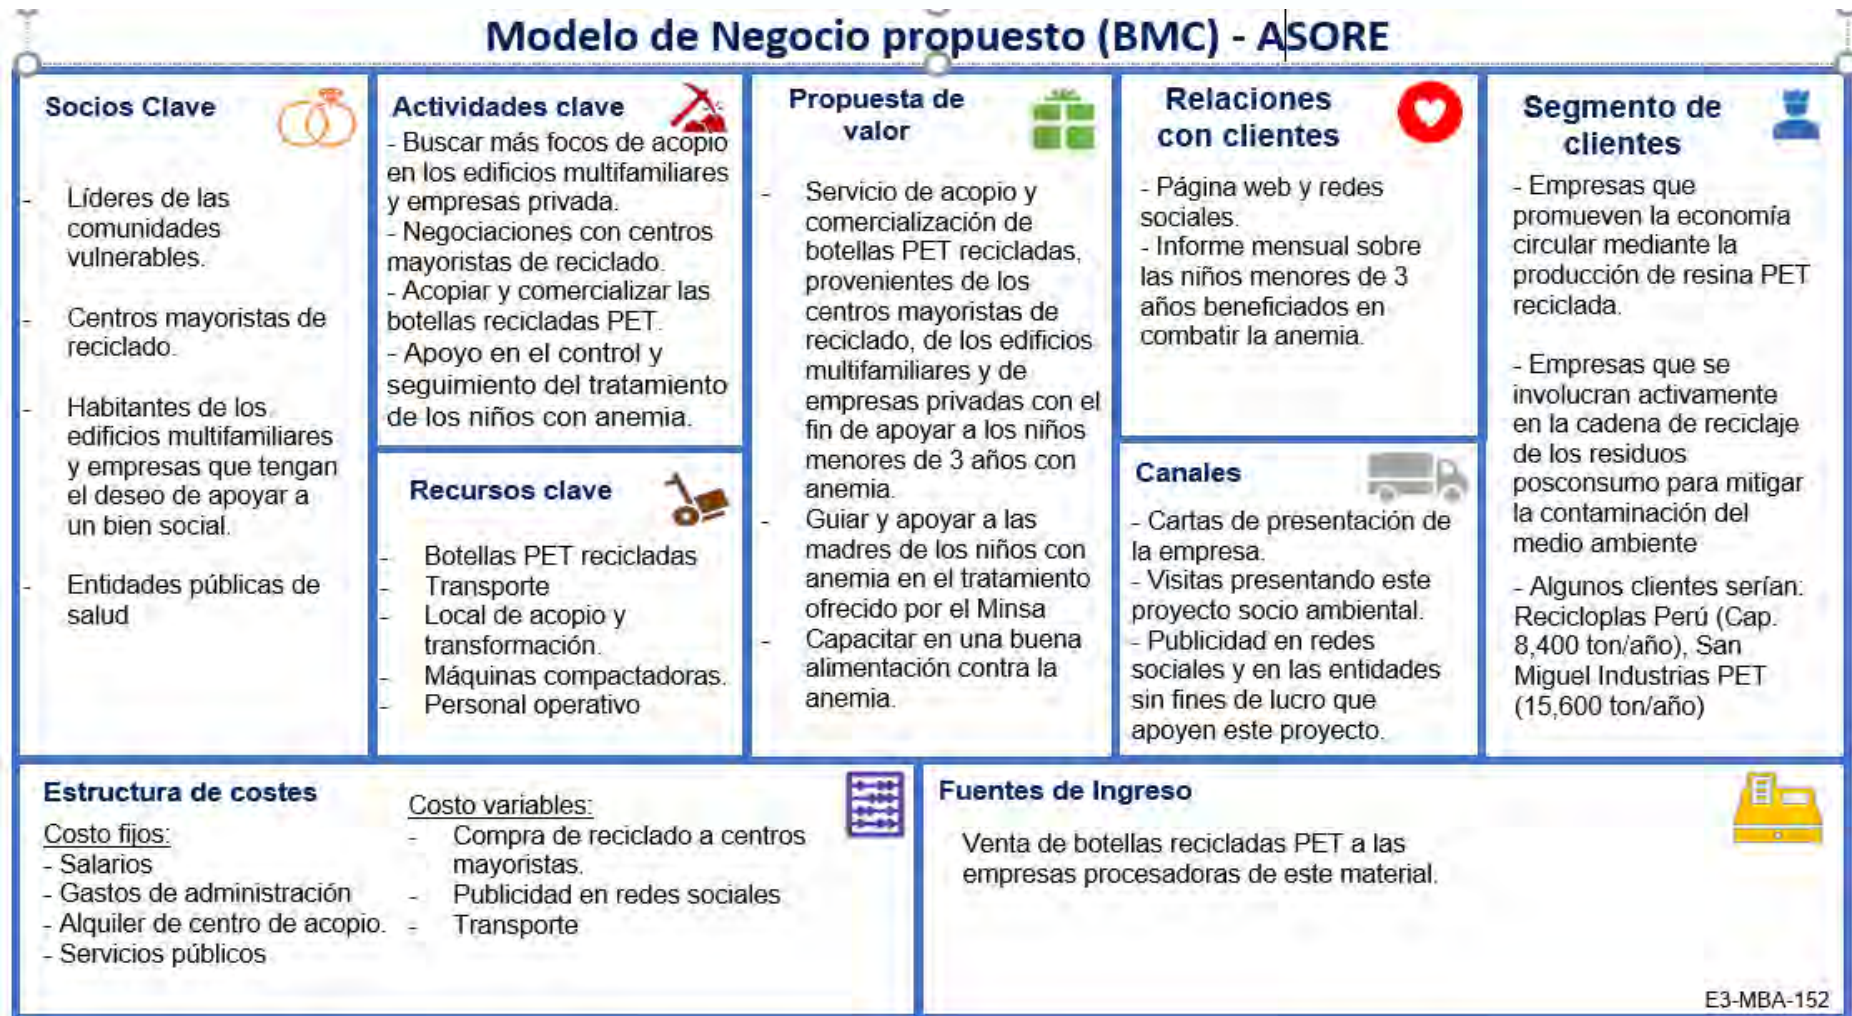 Modelo de Negocio propuesto (BMC) - ASORE
Socios Clave
- Líderes de las
comunidades
vulnerables.
- Centros mayoristas de
reciclado.
- Habitantes de los
edificios multifamiliares
y empresas que tengan
el deseo de apoyar a
un bien social.
- Entidades públicas de
salud
Actividades clave
- Buscar más focos de acopio
en los edificios multifamiliares
y empresas privada.
- Negociaciones con centros
mayoristas de reciclado.
- Acopiar y comercializar las
botellas recicladas PET.
- Apoyo en el control y
seguimiento del tratamiento
de los niños con anemia.
Recursos clave
- Botellas PET recicladas
- Transporte
- Local de acopio y
transformación.
- Máquinas compactadoras.
- Personal operativo
Propuesta de
valor
- Servicio de acopio y
comercialización de
botellas PET recicladas,
provenientes de los
centros mayoristas de
reciclado, de los edificios
multifamiliares y de
empresas privadas con el
fin de apoyar a los niños
menores de 3 años con
anemia.
- Guiar y apoyar a las
madres de los niños con
anemia en el tratamiento
ofrecido por el Minsa
- Capacitar en una buena
alimentación contra la
anemia.
Relaciones
con clientes
- Página web y redes
sociales.
- Informe mensual sobre
las niños menores de 3
años beneficiados en
combatir la anemia.
Canales
- Cartas de presentación de
la empresa.
- Visitas presentando este
proyecto socio ambiental.
- Publicidad en redes
sociales y en las entidades
sin fines de lucro que
apoyen este proyecto.
Segmento de
clientes
- Empresas que
promueven la economía
circular mediante la
producción de resina PET
reciclada.
- Empresas que se
involucran activamente
en la cadena de reciclaje
de los residuos
posconsumo para mitigar
la contaminación del
medio ambiente
- Algunos clientes serían:
Recicloplas Perú (Cap.
8,400 ton/año), San
Miguel Industrias PET
(15,600 ton/año)
Estructura de costes
Costo fijos:
- Salarios
- Gastos de administración
- Alquiler de centro de acopio.
- Servicios públicos
Costo variables:
- Compra de reciclado a centros
mayoristas.
- Publicidad en redes sociales
- Transporte
Fuentes de Ingreso
Venta de botellas recicladas PET a las
empresas procesadoras de este material.
E3-MBA-152